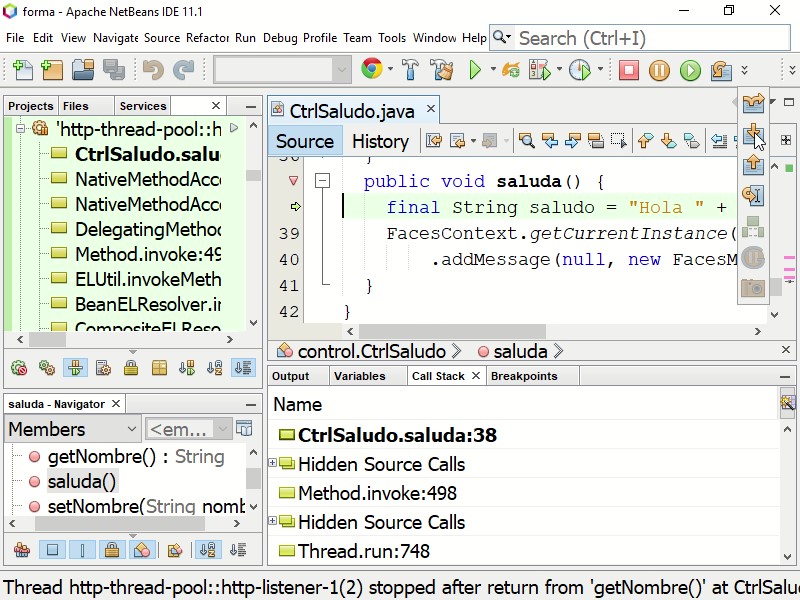 forma - Apache NetBeans IDE 11.1
File Edit View Navigate Source Refactor Run Debug Profile Team Tools Window Help
Search (Ctrl+I)
Projects Files Services
'http-thread-pool::h
CtrlSaludo.salu
NativeMethodAcc
NativeMethodAcc
DelegatingMetho
Method.invoke:49
ELUtil.invokeMeth
BeanELResolver.in
CompositeELReso
saluda - Navigator
Members
<em...
getNombre() : String
saluda()
setNombre(String nomb
CtrlSaludo.java
Source History
}
public void saluda() {
final String saludo = "Hola " +
39 FacesContext.getCurrentInstance(
40 .addMessage(null, new FacesM
41 }
42 }
control.CtrlSaludo saluda
Output Variables Call Stack Breakpoints
Name
CtrlSaludo.saluda:38
Hidden Source Calls
Method.invoke:498
Hidden Source Calls
Thread.run:748
Thread http-thread-pool::http-listener-1(2) stopped after return from 'getNombre()' at CtrlSalu